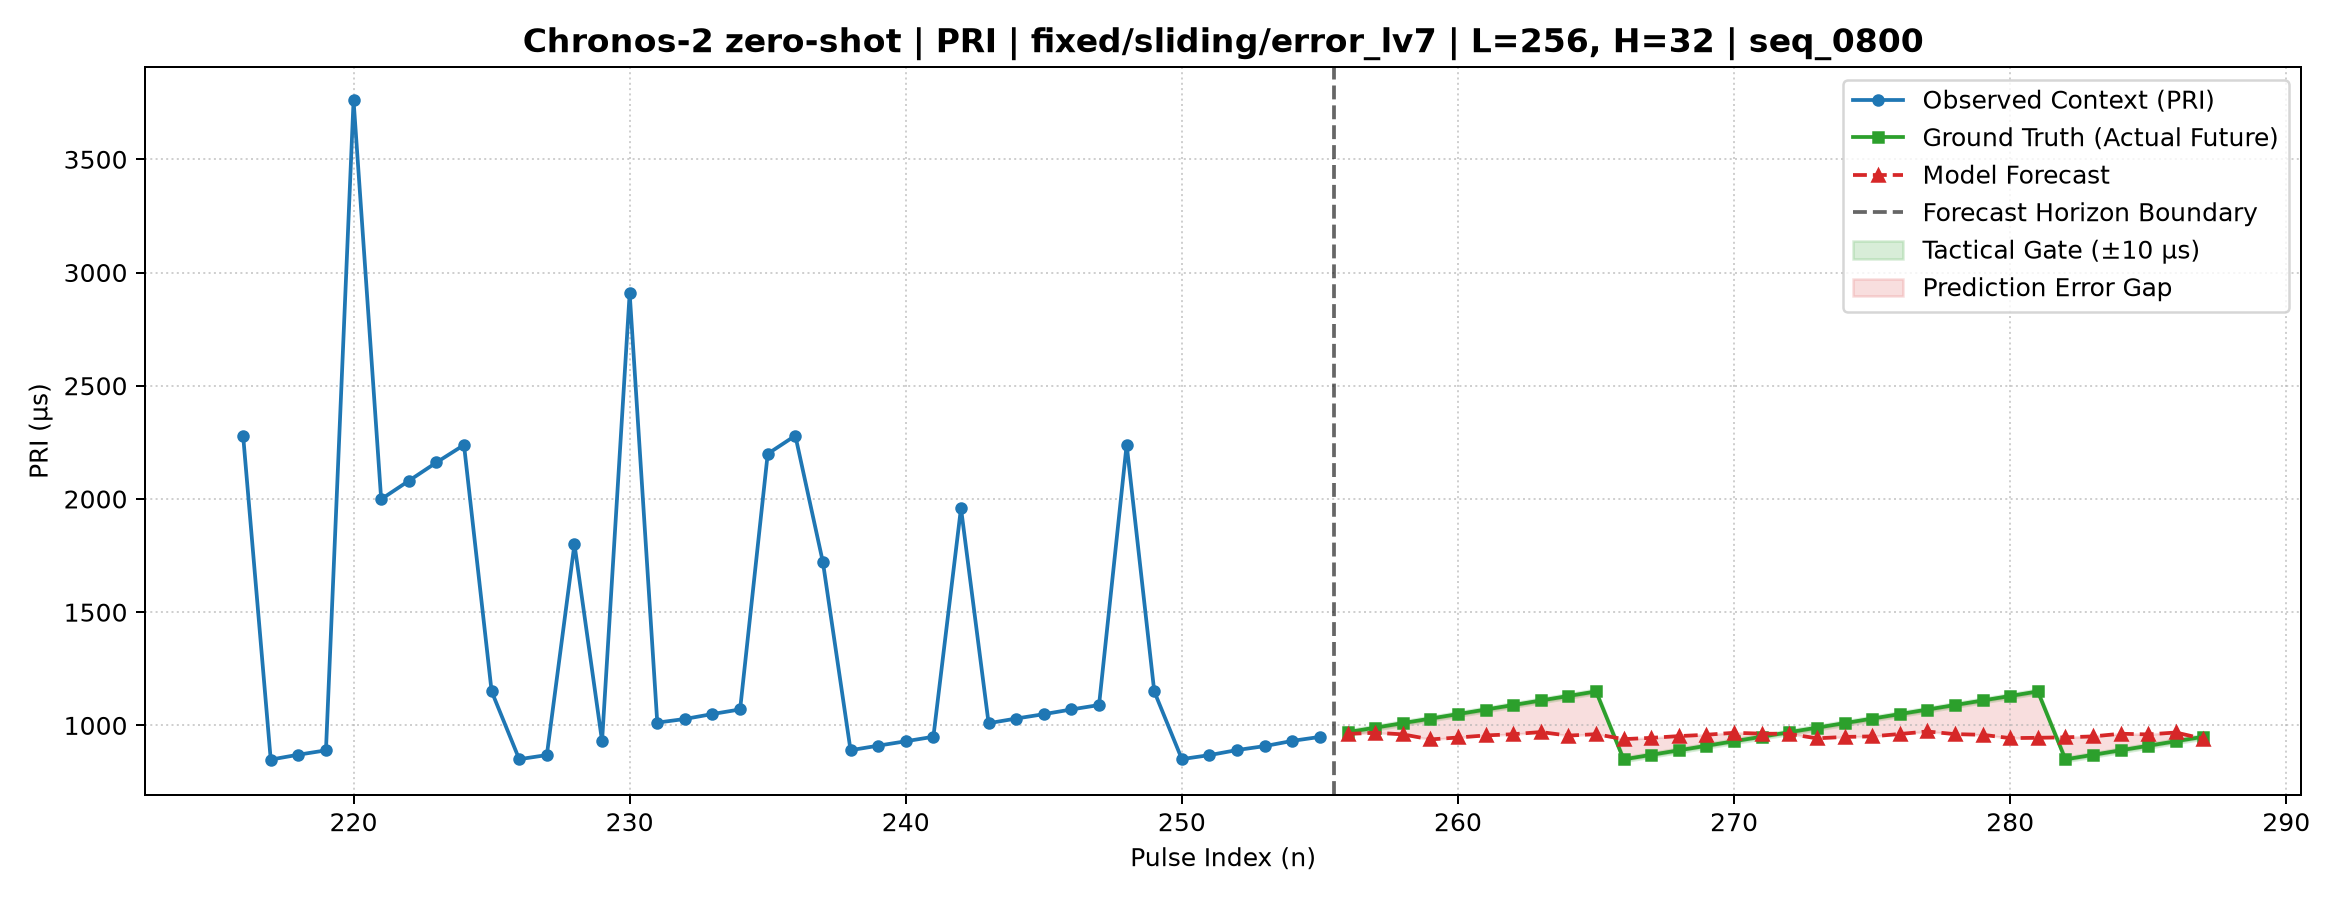 Chronos-2 zero-shot | PRI | fixed/sliding/error_lv7 | L=256, H=32 | seq_0800
Observed Context (PRI)
Ground Truth (Actual Future)
Model Forecast
Forecast Horizon Boundary
Tactical Gate (±10 µs)
Prediction Error Gap
PRI (µs)
3500
3000
2500
2000
1500
1000
220 230 240 250 260 270 280 290
Pulse Index (n)